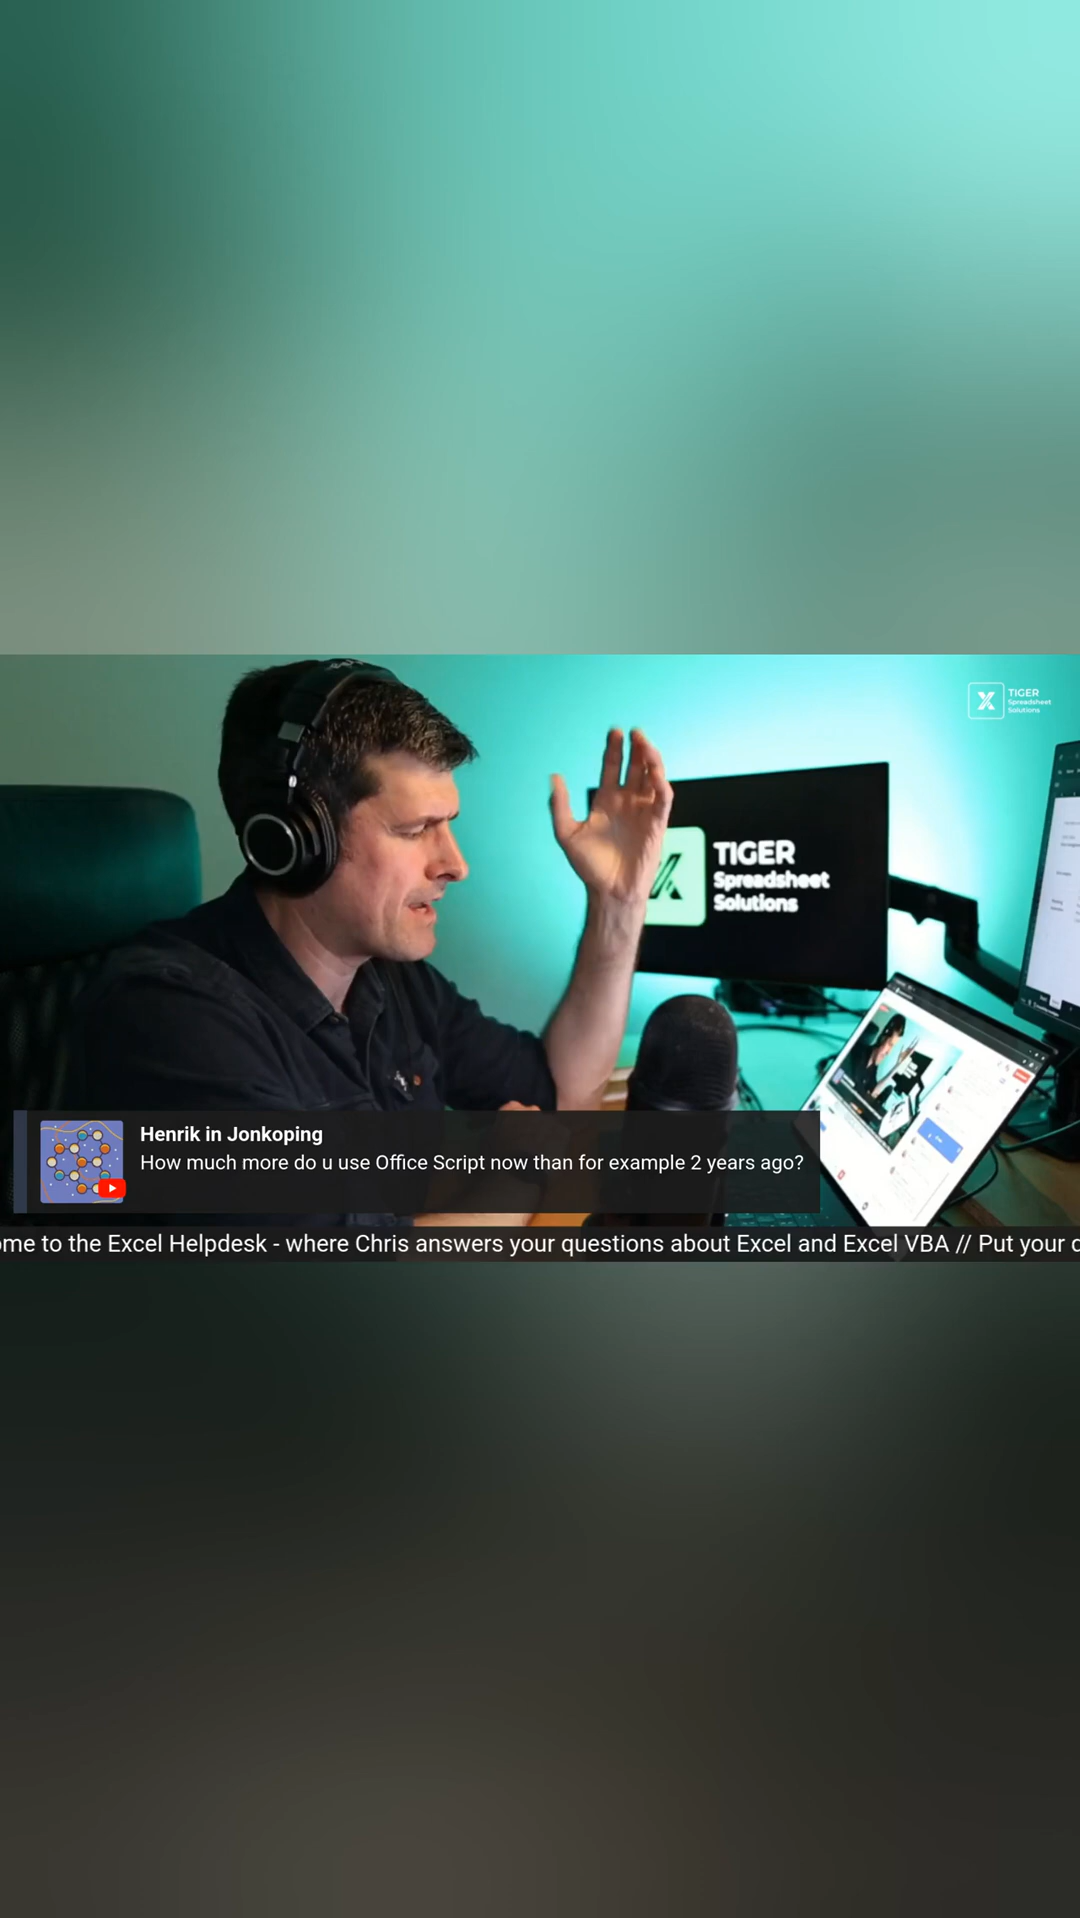 TIGER
Spreadsheet
Solutions
TIGER
Spreadsheet
Solutions
Henrik in Jonkoping
How much more do u use Office Script now than for example 2 years ago?
ome to the Excel Helpdesk - where Chris answers your questions about Excel and Excel VBA // Put your